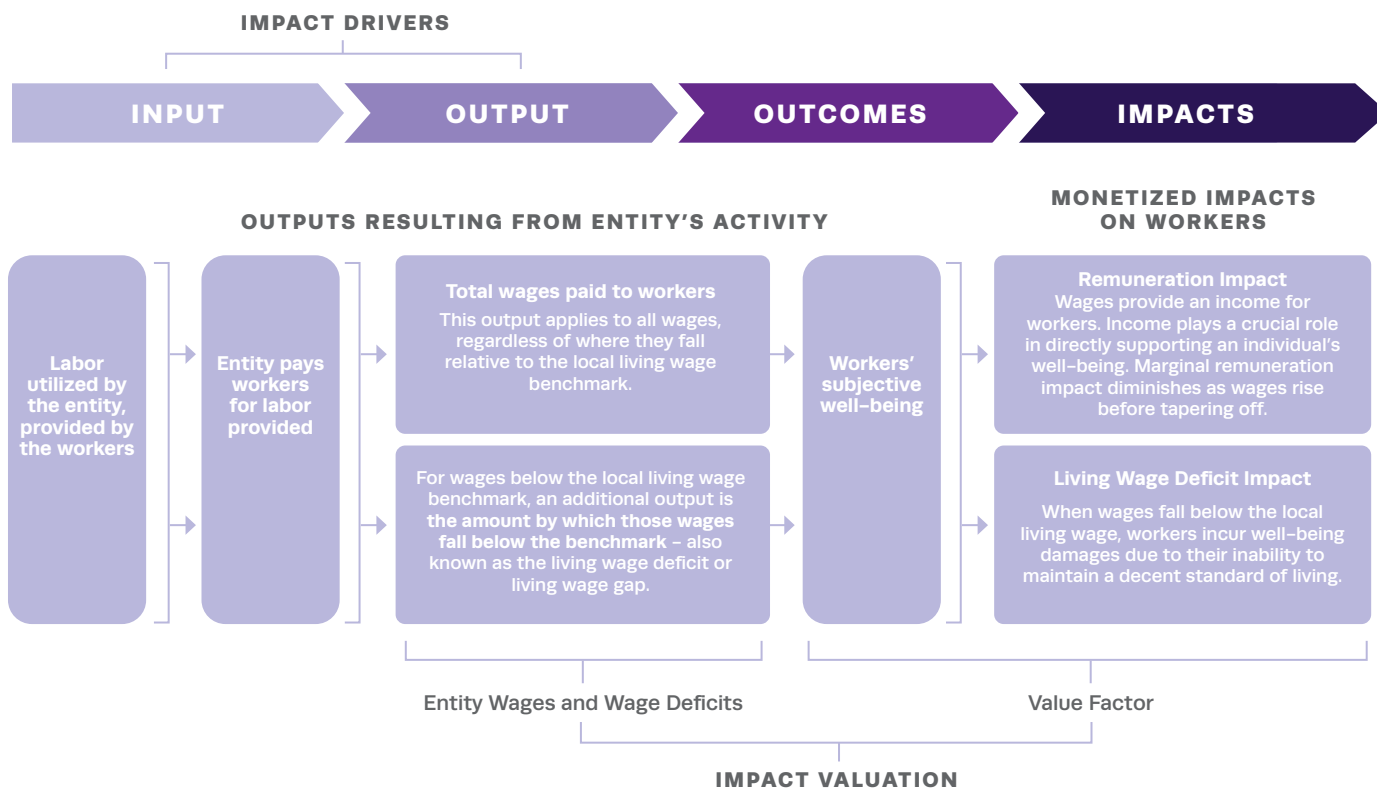 IMPACT DRIVERS
INPUT
OUTPUT
OUTCOMES
IMPACTS
OUTPUTS RESULTING FROM ENTITY’S ACTIVITY
MONETIZED IMPACTS
ON WORKERS
Labor
utilized by
the entity,
provided by
the workers
Entity pays
workers
for labor
provided
Total wages paid to workers
This output applies to all wages,
regardless of where they fall
relative to the local living wage
benchmark.
For wages below the local living wage
benchmark, an additional output is
the amount by which those wages
fall below the benchmark – also
known as the living wage deficit or
living wage gap.
Workers’
subjective
well-being
Remuneration Impact
Wages provide an income for
workers. Income plays a crucial role
in directly supporting an individual’s
well-being. Marginal remuneration
impact diminishes as wages rise
before tapering off.
Living Wage Deficit Impact
When wages fall below the local
living wage, workers incur well-being
damages due to their inability to
maintain a decent standard of living.
Entity Wages and Wage Deficits
Value Factor
IMPACT VALUATION